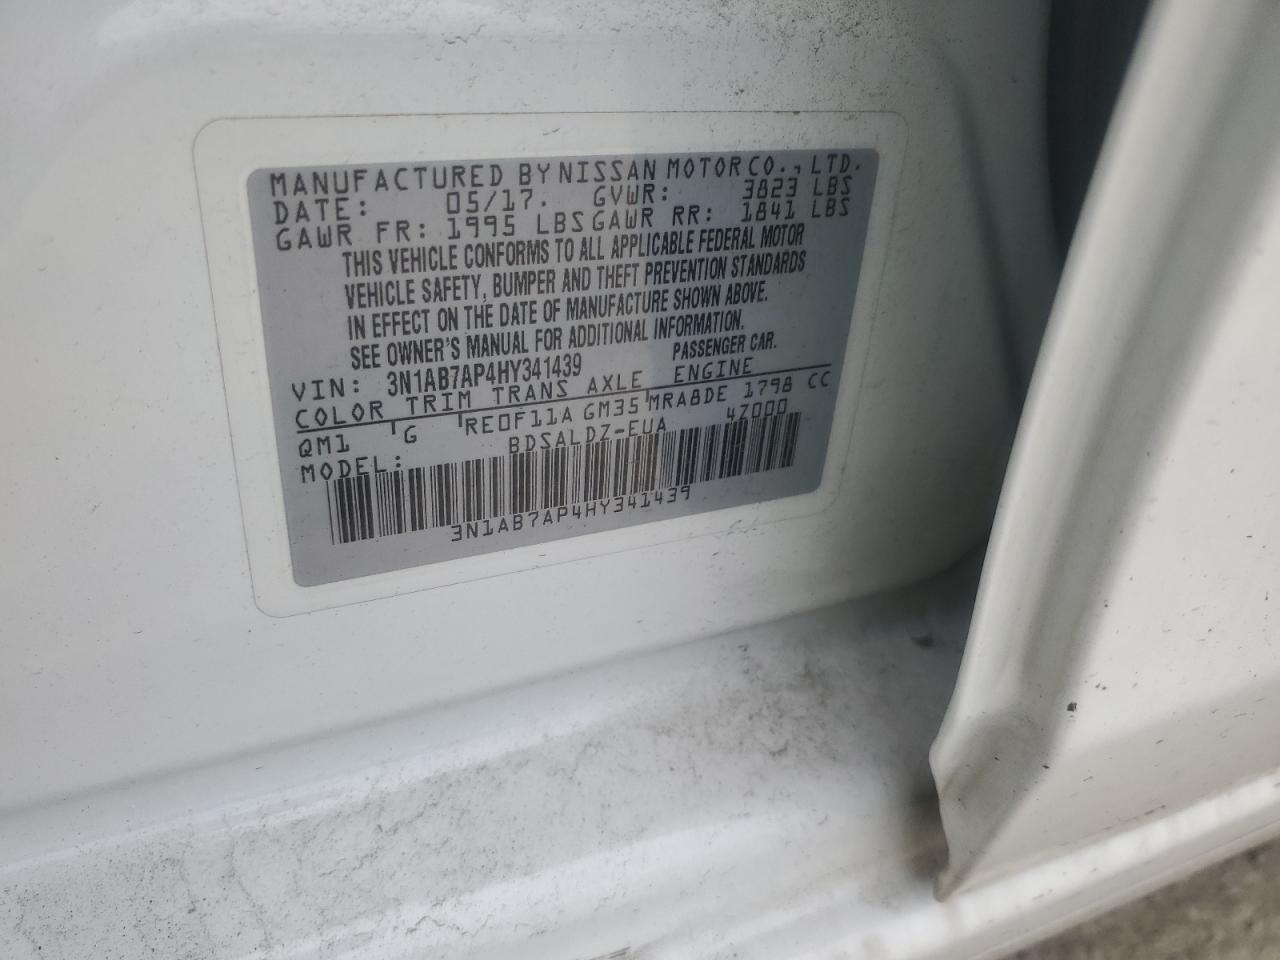 MANUFACTURED BY NISSAN MOTOR CO., LTD.
DATE: 05/17. GVWR: 3823 LBS
GAWR FR: 1995 LBS GAWR RR: 1841 LBS
THIS VEHICLE CONFORMS TO ALL APPLICABLE FEDERAL MOTOR
VEHICLE SAFETY, BUMPER AND THEFT PREVENTION STANDARDS
IN EFFECT ON THE DATE OF MANUFACTURE SHOWN ABOVE.
SEE OWNER'S MANUAL FOR ADDITIONAL INFORMATION.
VIN: 3N1AB7AP4HY341439 PASSENGER CAR.
COLOR TRIM TRANS AXLE ENGINE
QM1 G RE0F11A GM35 MRA8DE 1798 CC
MODEL: BDSALDZ-EUA 4Z000
3N1AB7AP4HY341439